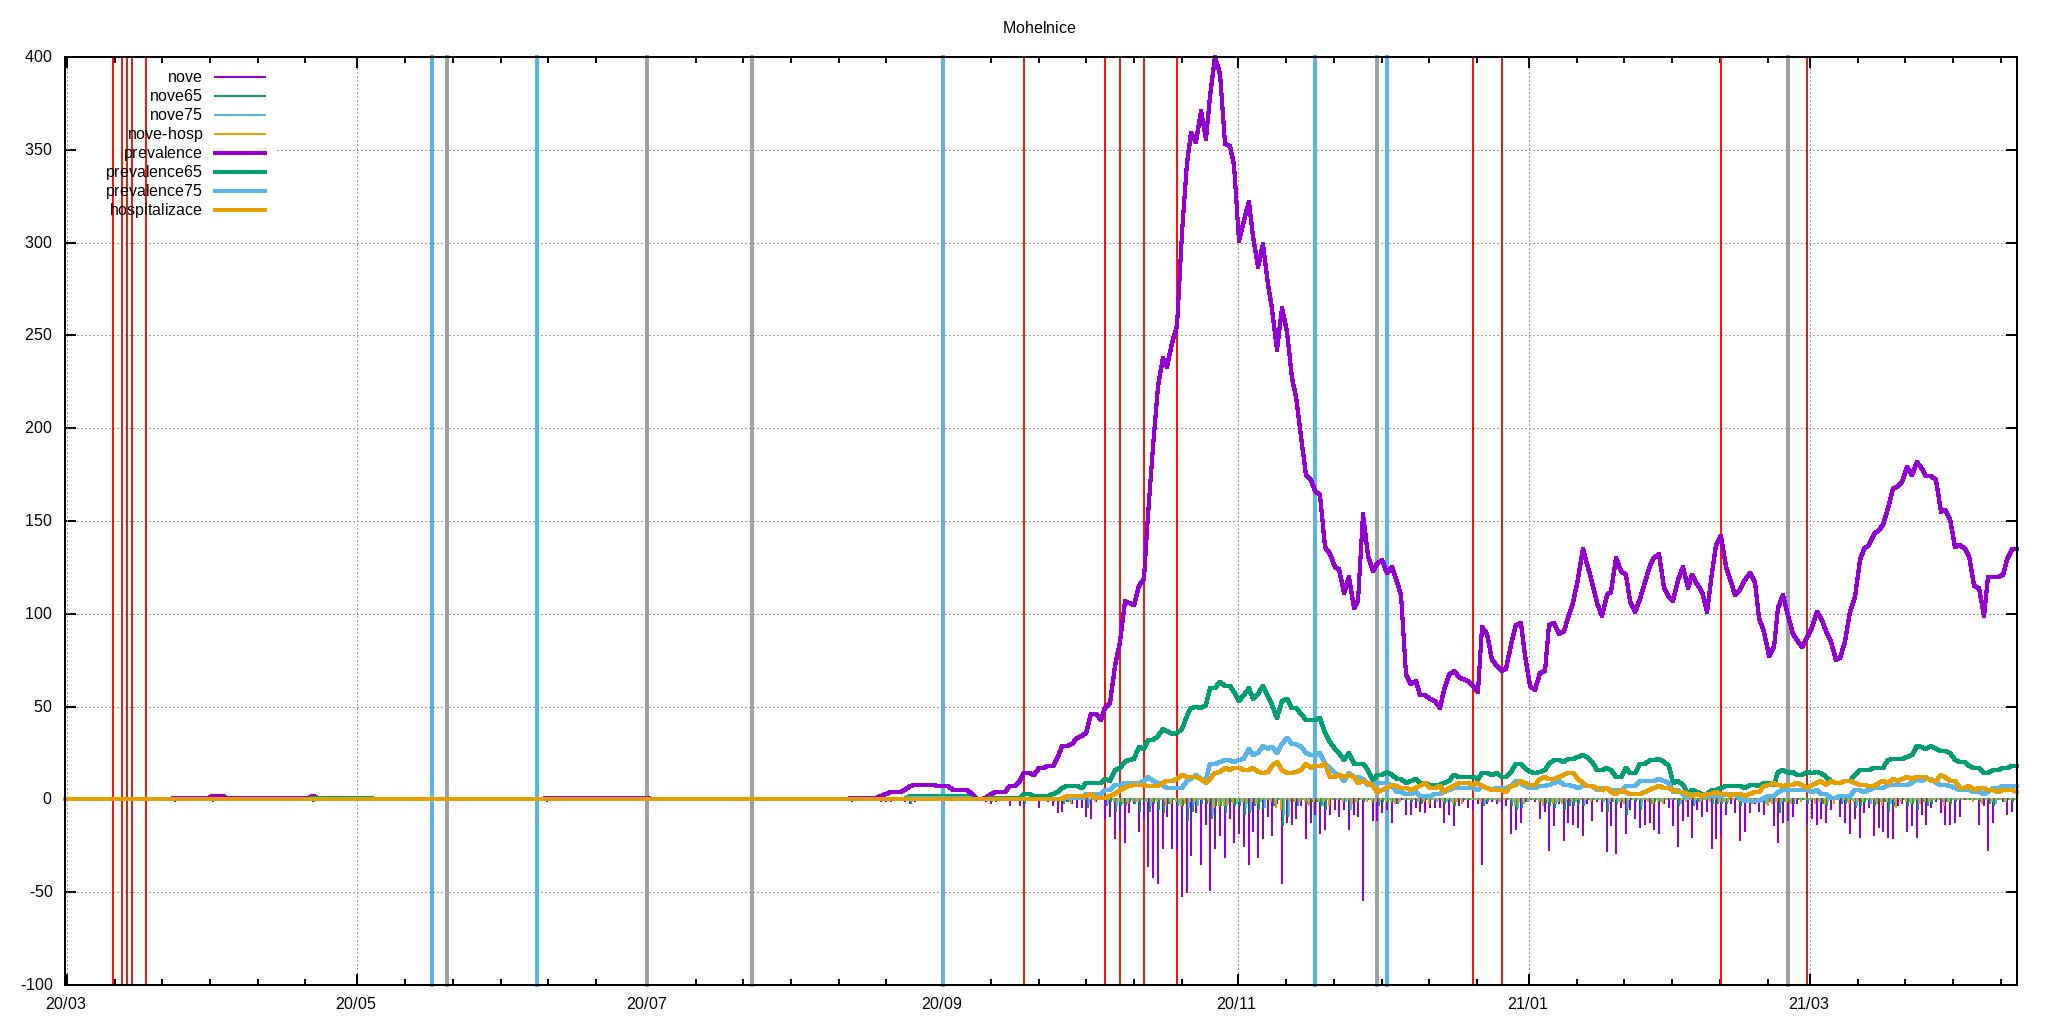 Mohelnice
400
350
300
250
200
150
100
50
0
-50
-100
nove
nove65
nove75
nove-hosp
prevalence
prevalence65
prevalence75
hospitalizace
20/03 20/05 20/07 20/09 20/11 21/01 21/03